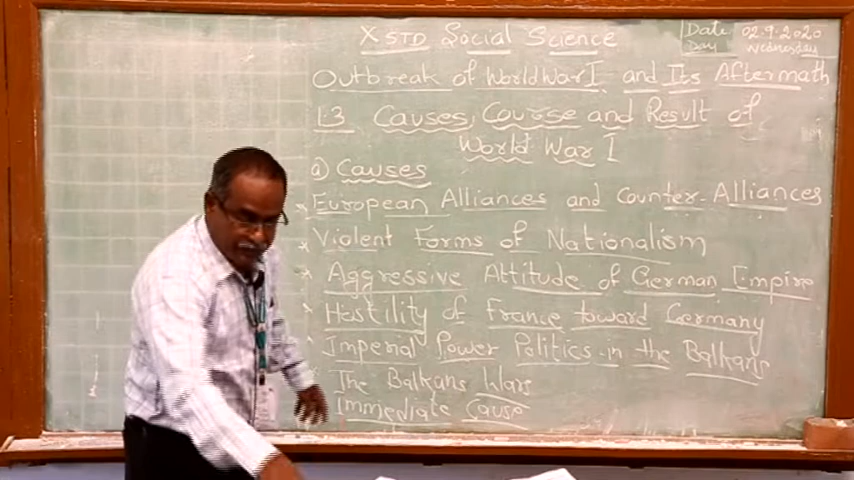 X STD Social Science
Date 02.9.2020
Day Wednesday
Outbreak of World War I and Its Aftermath
1.3 Causes, Course and Result of
World War I
a) Causes
* European Alliances and Counter-Alliances
* Violent Forms of Nationalism
* Aggressive Attitude of German Empire
* Hostility of France toward Germany
* Imperial Power Politics in the Balkans
The Balkans Wars
Immediate Cause